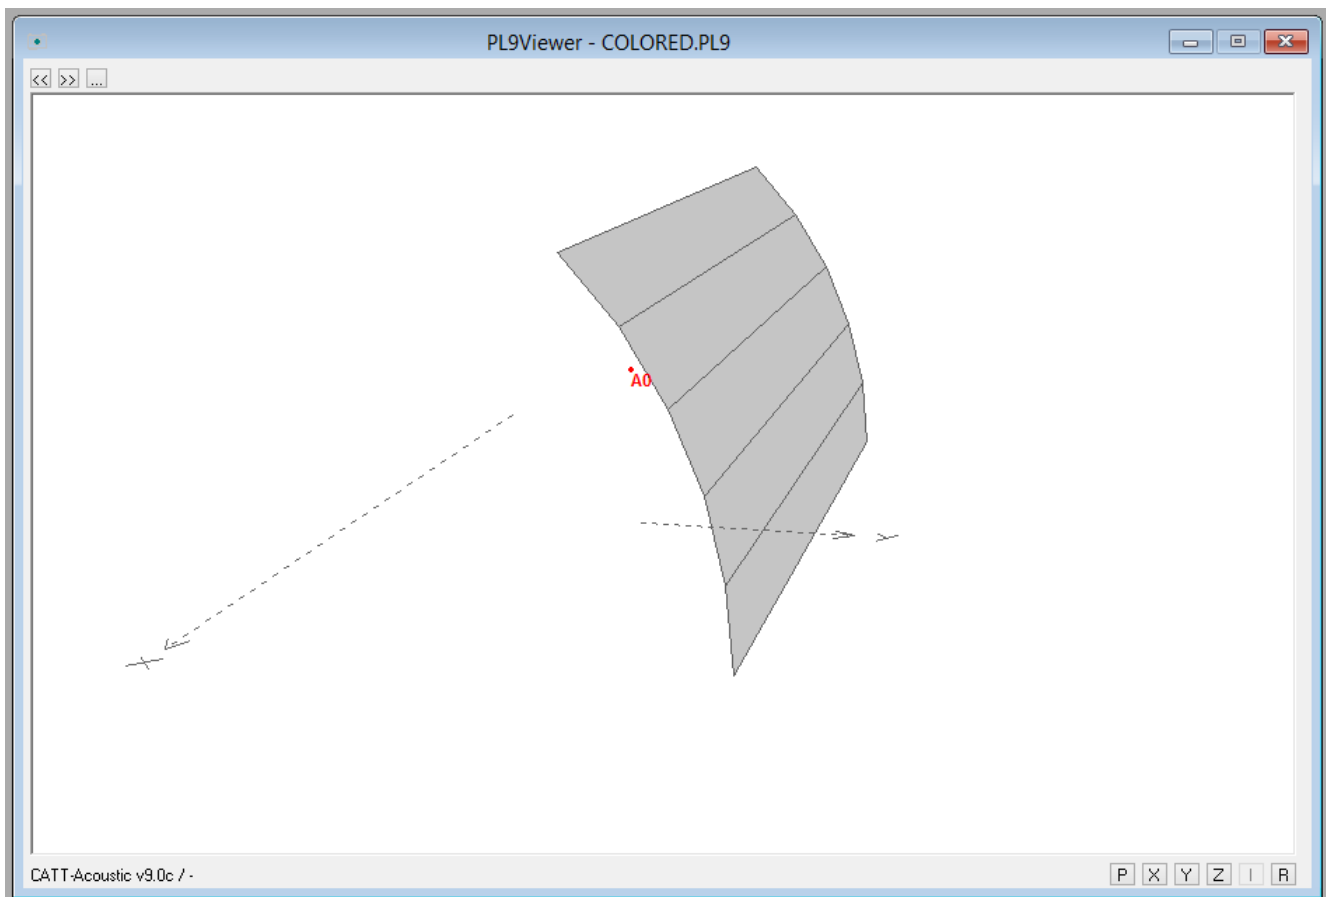 PL9Viewer - COLORED.PL9
<< >> ...
A0
Y
X
CATT-Acoustic v9.0c / -
P X Y Z I R